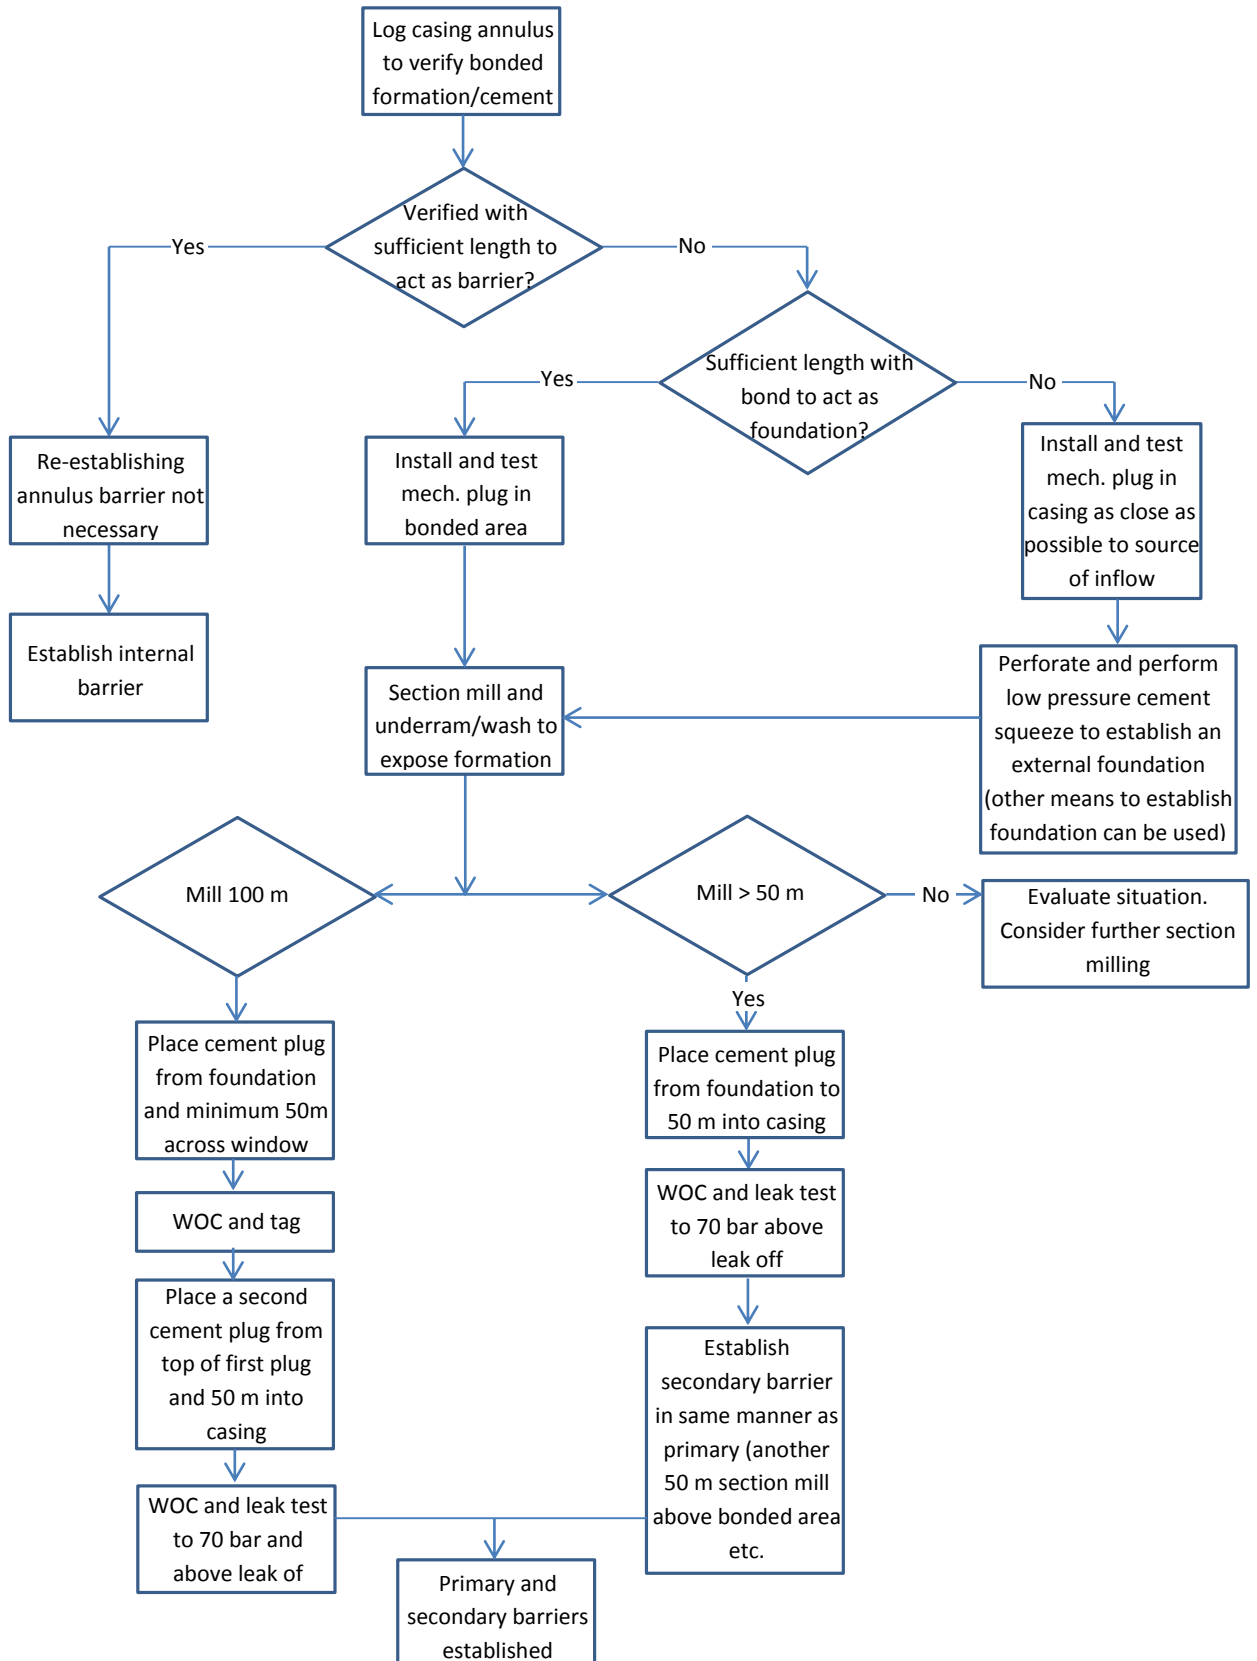 Log casing annulus
to verify bonded
formation/cement
Verified with
sufficient length to
act as barrier?
Yes
No
Sufficient length with
bond to act as
foundation?
Yes
No
Re-establishing
annulus barrier not
necessary
Install and test
mech. plug in
bonded area
Install and test
mech. plug in
casing as close as
possible to source
of inflow
Establish internal
barrier
Section mill and
underram/wash to
expose formation
Perforate and perform
low pressure cement
squeeze to establish an
external foundation
(other means to establish
foundation can be used)
Mill 100 m
Mill > 50 m
No
Evaluate situation.
Consider further section
milling
Yes
Place cement plug
from foundation
and minimum 50m
across window
Place cement plug
from foundation to
50 m into casing
WOC and tag
WOC and leak test
to 70 bar above
leak off
Place a second
cement plug from
top of first plug
and 50 m into
casing
Establish
secondary barrier
in same manner as
primary (another
50 m section mill
above bonded area
etc.
WOC and leak test
to 70 bar and
above leak of
Primary and
secondary barriers
established